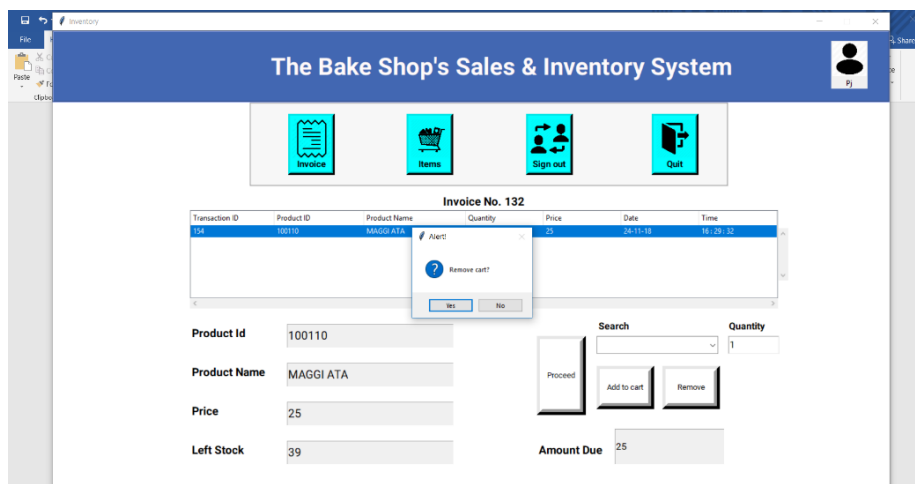 Inventory
File
Share
Paste
Clipbo
The Bake Shop's Sales & Inventory System
Pj
Invoice
Items
Sign out
Quit
Invoice No. 132
Transaction ID Product ID Product Name Quantity Price Date Time
154 100110 MAGGI ATA 25 24-11-18 16 : 29 : 32
Alert!
Remove cart?
Yes No
Product Id 100110
Search Quantity
1
Product Name MAGGI ATA
Proceed Add to cart Remove
Price 25
Left Stock 39
Amount Due 25